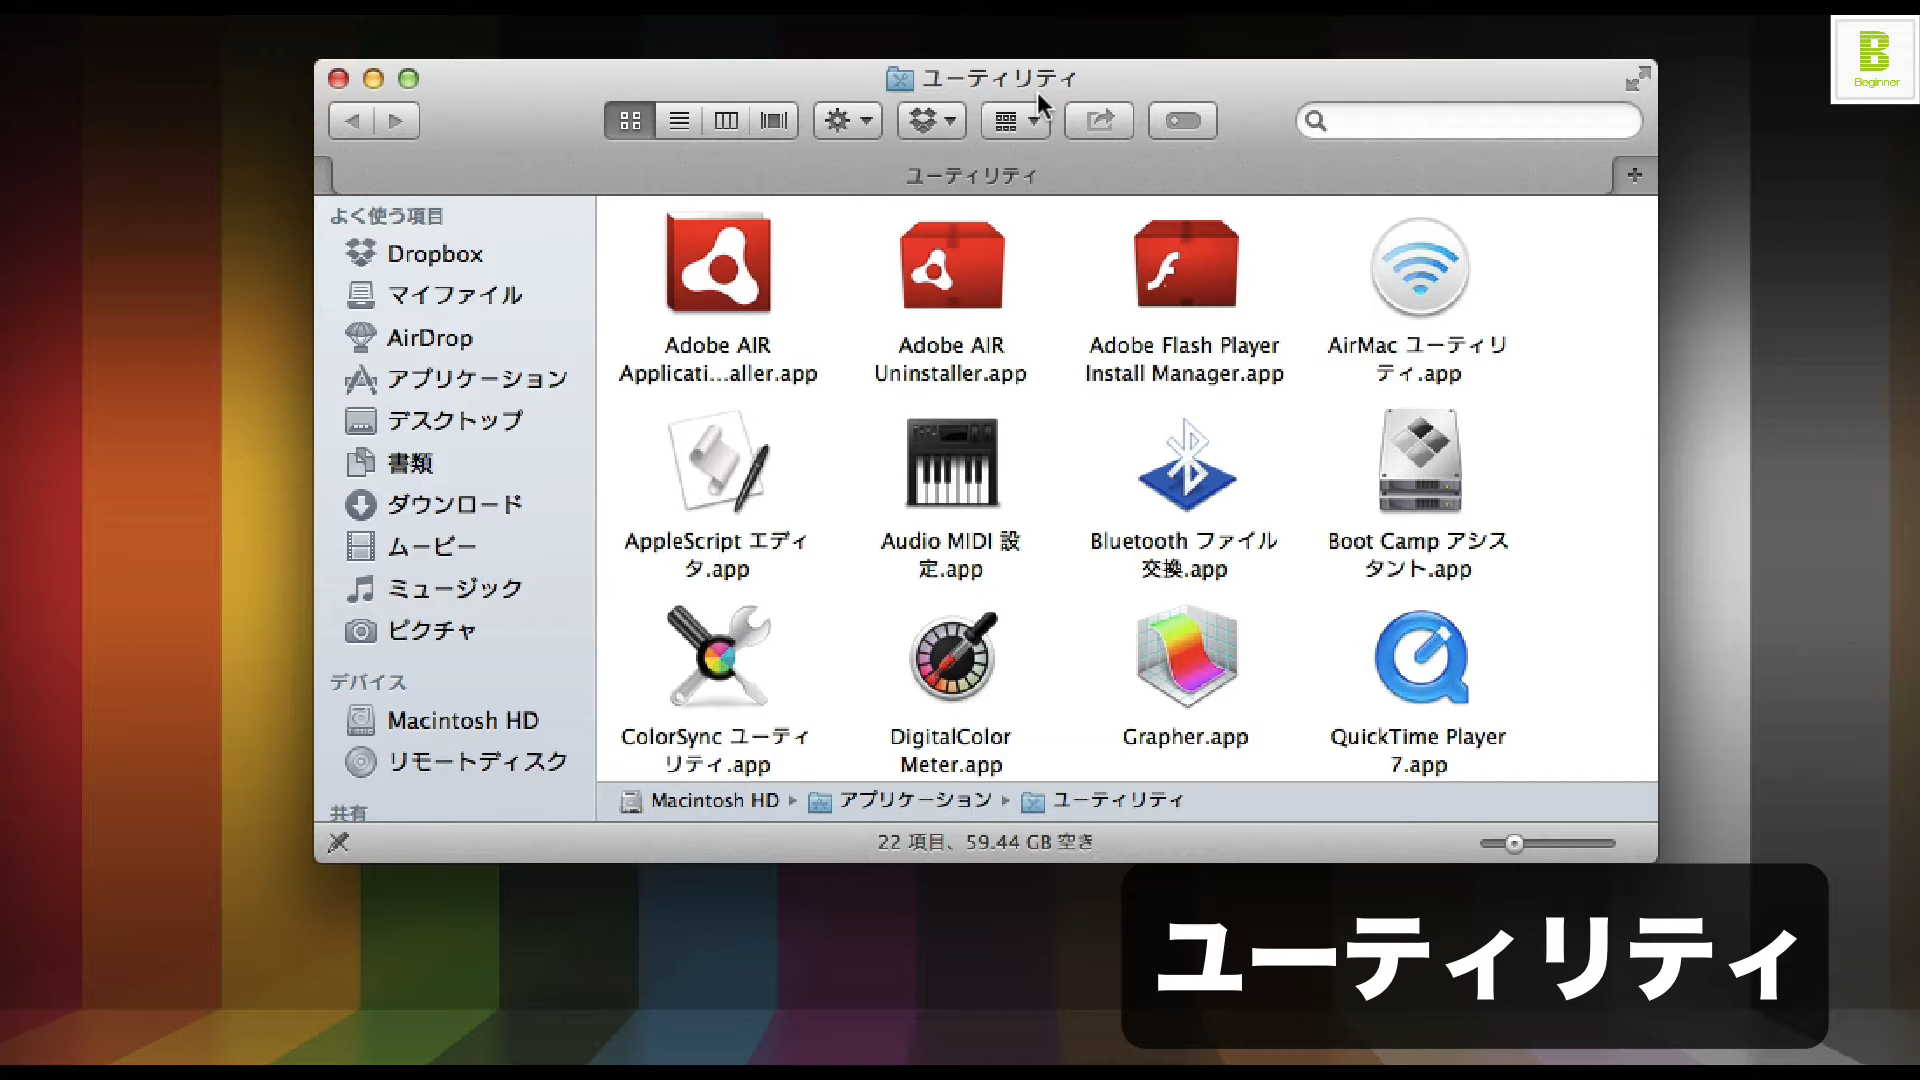 B
Beginner
ユーティリティ
ユーティリティ
よく使う項目
Dropbox
マイファイル
AirDrop
アプリケーション
デスクトップ
書類
ダウンロード
ムービー
ミュージック
ピクチャ
デバイス
Macintosh HD
リモートディスク
共有
Adobe AIR
Applicati...aller.app
Adobe AIR
Uninstaller.app
Adobe Flash Player
Install Manager.app
AirMac ユーティリ
ティ.app
AppleScript エディ
タ.app
Audio MIDI 設
定.app
Bluetooth ファイル
交換.app
Boot Camp アシス
タント.app
ColorSync ユーティ
リティ.app
DigitalColor
Meter.app
Grapher.app
QuickTime Player
7.app
Macintosh HD ▸ アプリケーション ▸ ユーティリティ
22 項目、59.44 GB 空き
ユーティリティ